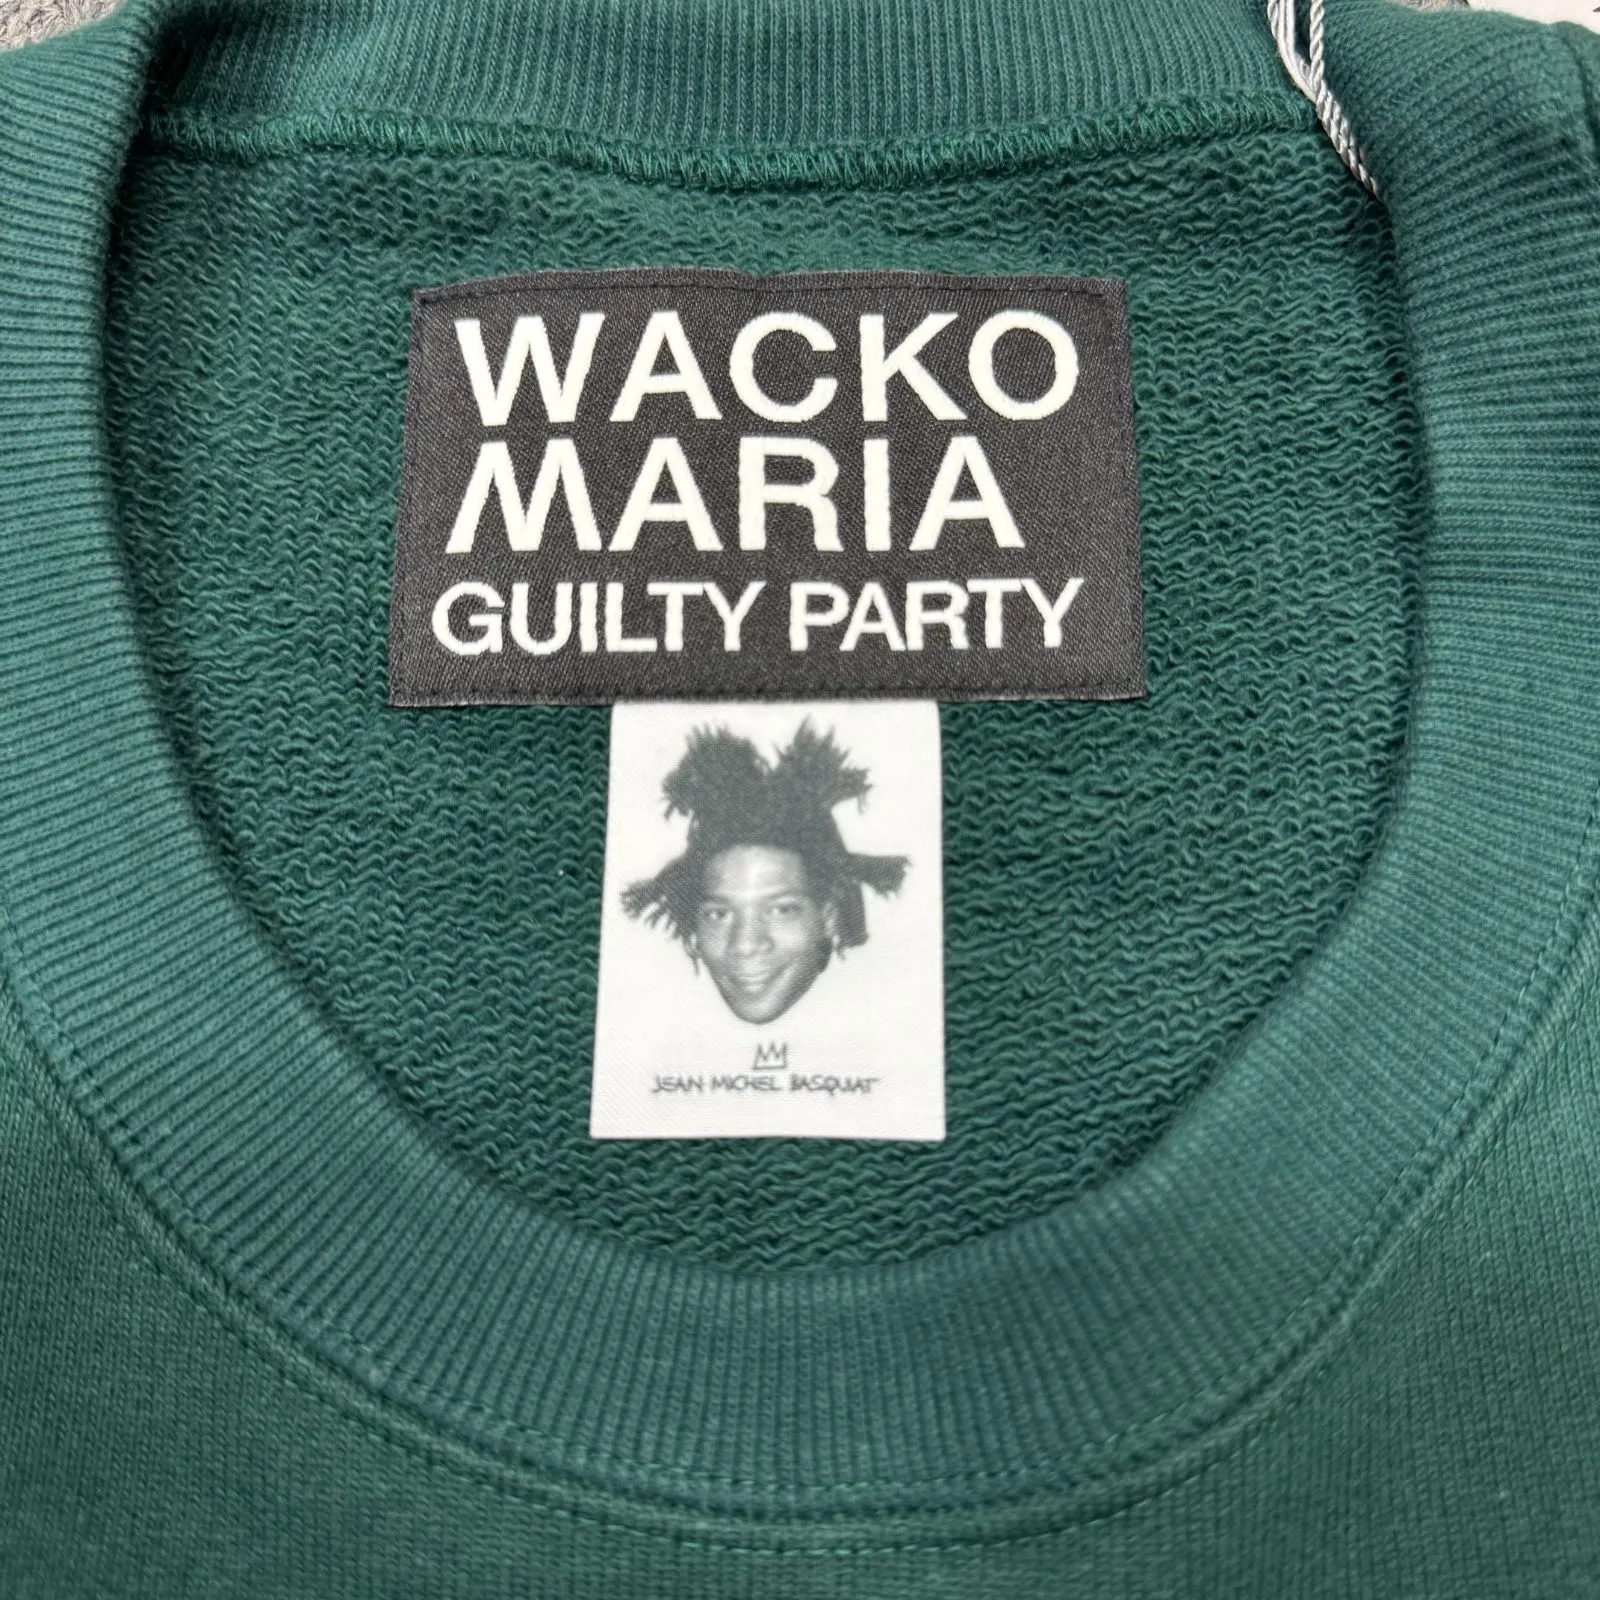 WACKO
MARIA
GUILTY PARTY
JEAN MICHEL BASQUIAT